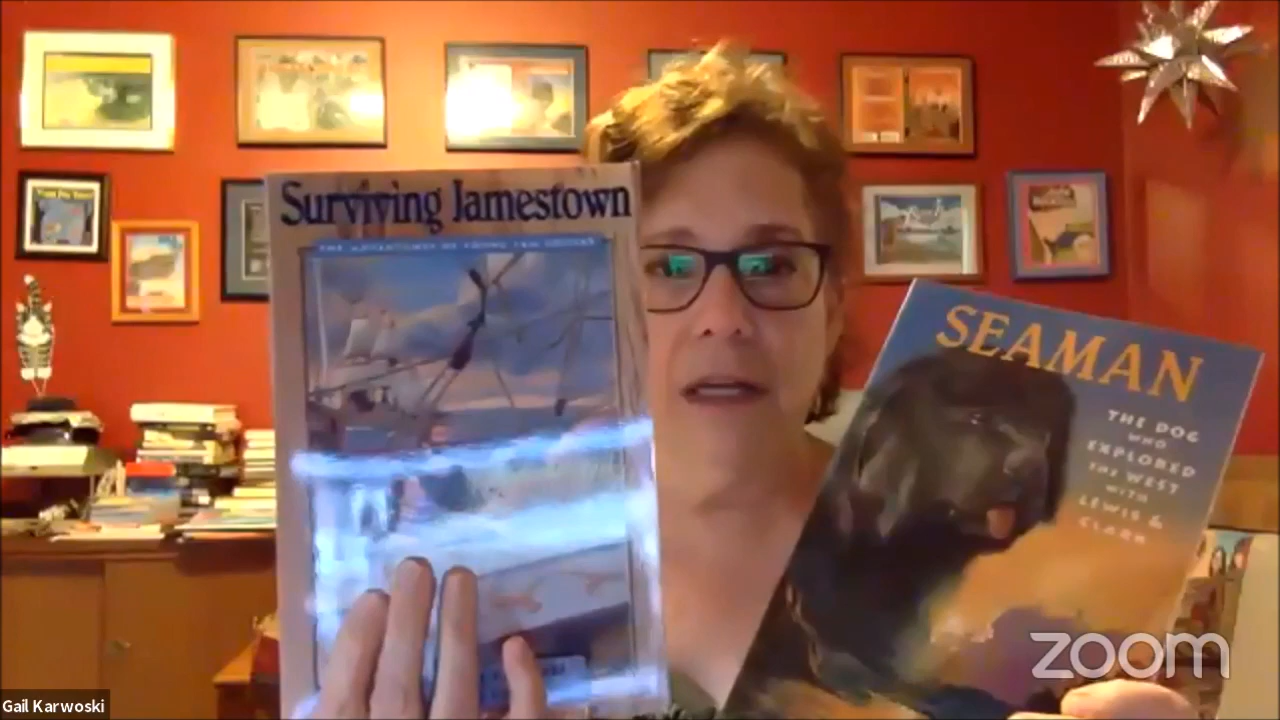 Surviving Jamestown
THE ADVENTURES OF YOUNG SAM COLLIER
SEAMAN
THE DOG
WHO
EXPLORED
THE WEST
WITH
LEWIS &
CLARK
zoom
Gail Karwoski